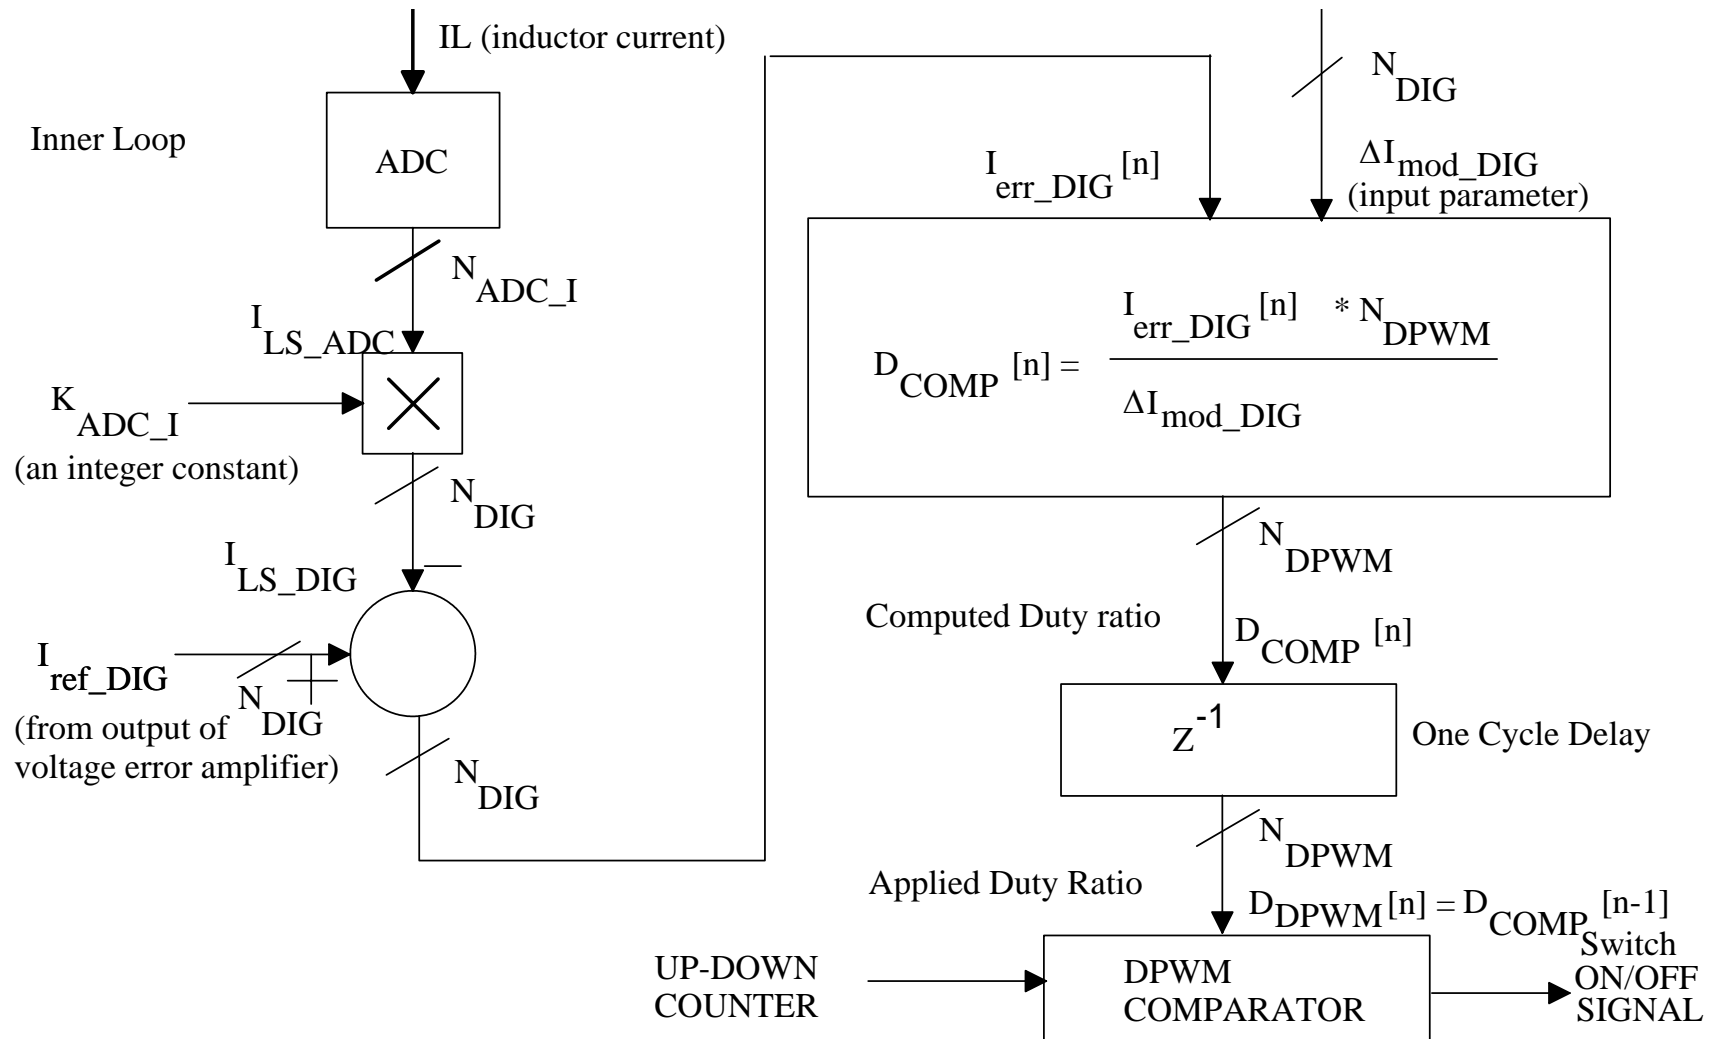 IL (inductor current)
Inner Loop
ADC
N
ADC_I
I
LS_ADC
K
ADC_I
(an integer constant)
N
DIG
I
LS_DIG
I
ref_DIG
N
DIG
(from output of
voltage error amplifier)
N
DIG
I
err_DIG [n]
N
DIG
ΔI
mod_DIG
(input parameter)
D
COMP [n] =
I
err_DIG [n] * N
DPWM
ΔI
mod_DIG
N
DPWM
Computed Duty ratio
D
COMP [n]
Z
-1
One Cycle Delay
N
DPWM
Applied Duty Ratio
D
DPWM [n] = D
COMP [n-1]
UP-DOWN
COUNTER
DPWM
COMPARATOR
Switch
ON/OFF
SIGNAL